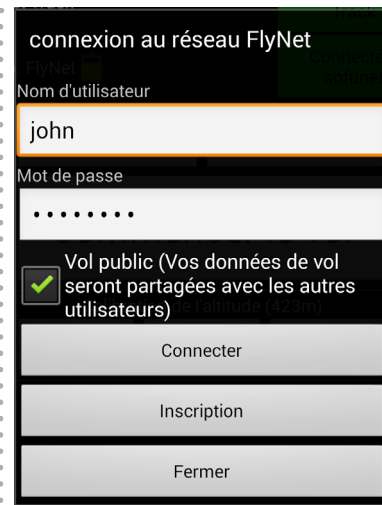 connexion au réseau FlyNet
Nom d'utilisateur
john
Mot de passe
Vol public (Vos données de vol
seront partagées avec les autres
utilisateurs)
Connecter
Inscription
Fermer